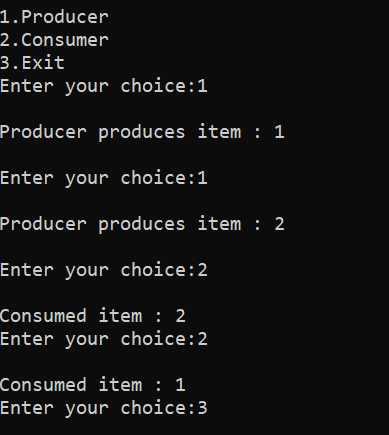 1.Producer
2.Consumer
3.Exit
Enter your choice:1
Producer produces item : 1
Enter your choice:1
Producer produces item : 2
Enter your choice:2
Consumed item : 2
Enter your choice:2
Consumed item : 1
Enter your choice:3